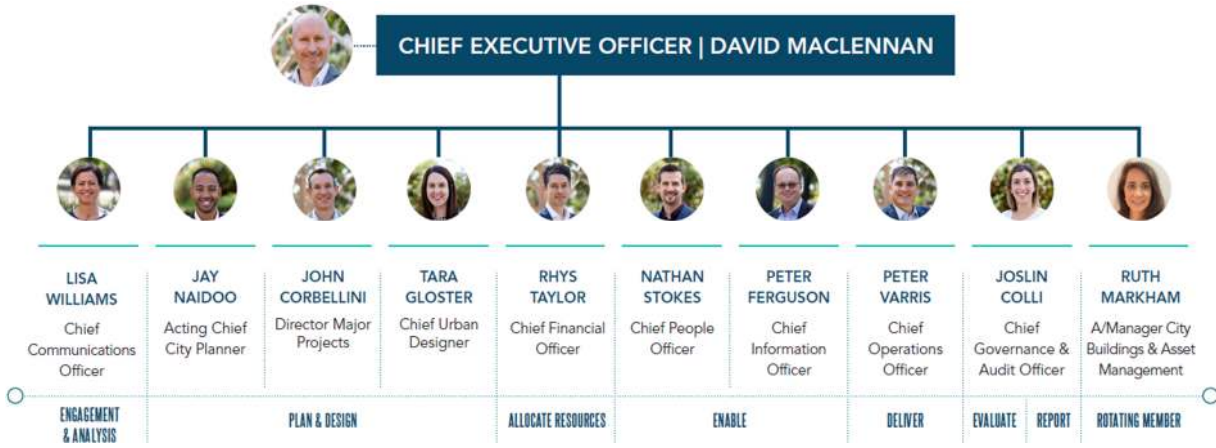 CHIEF EXECUTIVE OFFICER | DAVID MACLENNAN
LISA
WILLIAMS
Chief
Communications
Officer
JAY
NAIDOO
Acting Chief
City Planner
JOHN
CORBELLINI
Director Major
Projects
TARA
GLOSTER
Chief Urban
Designer
RHYS
TAYLOR
Chief Financial
Officer
NATHAN
STOKES
Chief People
Officer
PETER
FERGUSON
Chief
Information
Officer
PETER
VARRIS
Chief
Operations
Officer
JOSLIN
COLLI
Chief
Governance &
Audit Officer
RUTH
MARKHAM
A/Manager City
Buildings & Asset
Management
ENGAGEMENT
& ANALYSIS
PLAN & DESIGN
ALLOCATE RESOURCES
ENABLE
DELIVER
EVALUATE
REPORT
ROTATING MEMBER